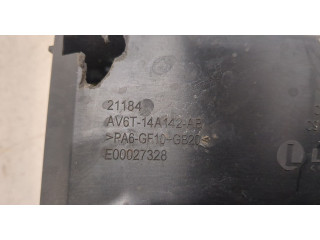 21184
AV6T-14A142-AB
>PA6-GF10-GB20<
E00027328
L